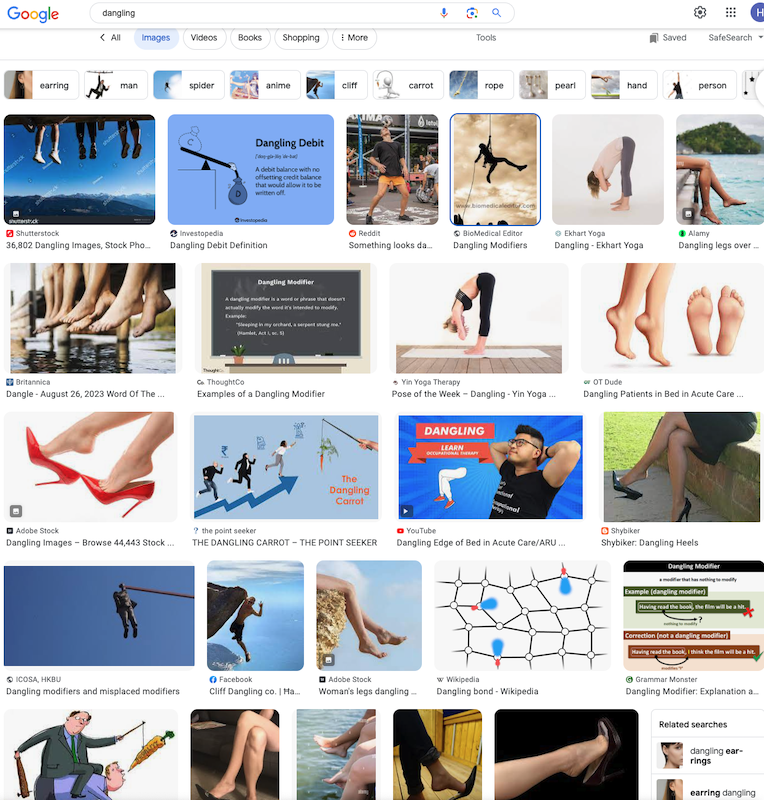 Google
dangling
H
All
Images
Videos
Books
Shopping
More
Tools
Saved
SafeSearch
earring
man
spider
anime
cliff
carrot
rope
pearl
hand
person
shutterstock
Dangling Debit
A debit balance with no
offsetting credit balance
that would allow it to be
written off.
Investopedia
www.biomedicaleditor.com
Shutterstock
36,802 Dangling Images, Stock Pho...
Investopedia
Dangling Debit Definition
Reddit
Something looks da...
BioMedical Editor
Dangling Modifiers
Ekhart Yoga
Dangling - Ekhart Yoga
Alamy
Dangling legs over ...
Dangling Modifier
A dangling modifier is a word or phrase that doesn't
actually modify the word it's intended to modify.
Example:
"Sleeping in my orchard, a serpent stung me."
(Hamlet, Act I, sc. 5)
ThoughtCo
Britannica
Dangle - August 26, 2023 Word Of The ...
ThoughtCo
Examples of a Dangling Modifier
Yin Yoga Therapy
Pose of the Week – Dangling - Yin Yoga ...
OT Dude
Dangling Patients in Bed in Acute Care ...
The
Dangling
Carrot
DANGLING
LEARN
OCCUPATIONAL THERAPY
Adobe Stock
Dangling Images – Browse 44,443 Stock ...
the point seeker
THE DANGLING CARROT – THE POINT SEEKER
YouTube
Dangling Edge of Bed in Acute Care/ARU ...
Shybiker
Shybiker: Dangling Heels
Dangling Modifier
a modifier that has nothing to modify
Example (dangling modifier)
Having read the book, the film will be a hit.
nothing to modify
Correction (not a dangling modifier)
Having read the book, I think the film will be a hit.
modifies "I"
ICOSA, HKBU
Dangling modifiers and misplaced modifiers
Facebook
Cliff Dangling co. | Ma...
Adobe Stock
Woman's legs dangling ...
Wikipedia
Dangling bond - Wikipedia
Grammar Monster
Dangling Modifier: Explanation a...
Related searches
dangling ear-
rings
earring dangling